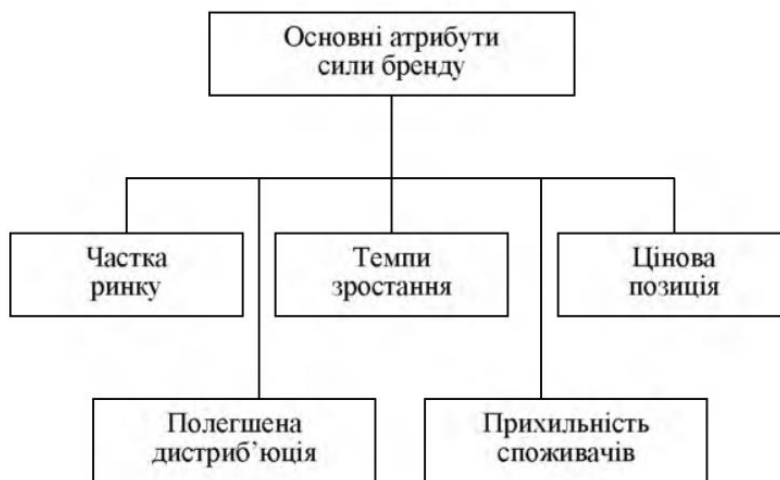 Основні атрибути
сили бренду
Частка
ринку
Темпи
зростання
Цінова
позиція
Полегшена
дистриб’юція
Прихильність
споживачів